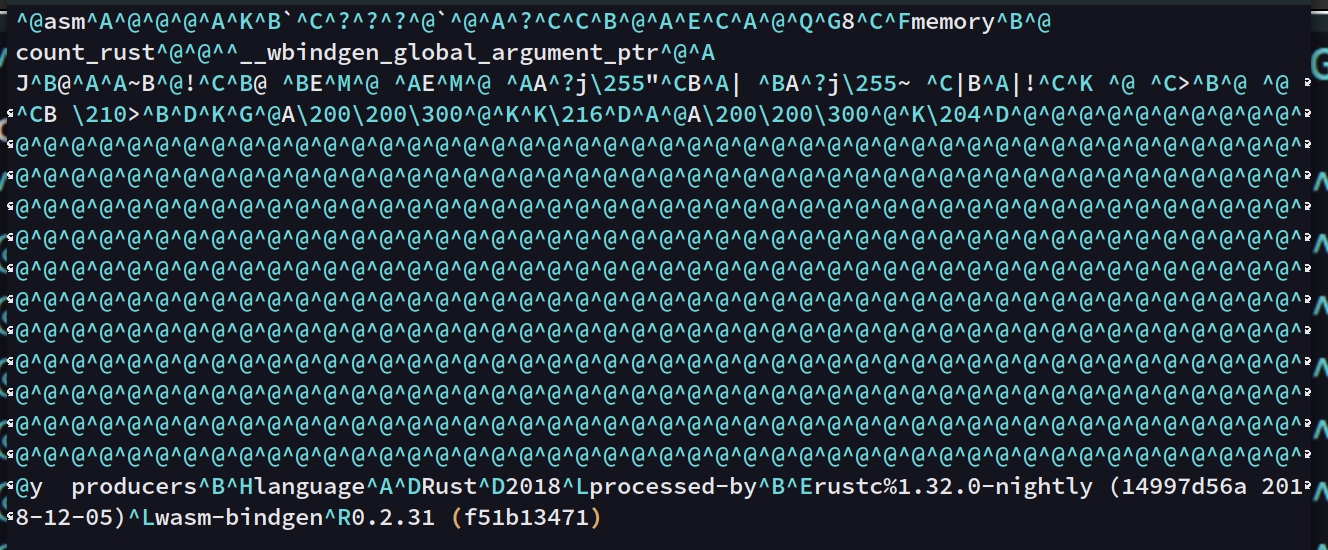 ^@asm^A^@^@^@^A^K^B`^C^?^?^?^@`^@^A^?^C^C^B^@^A^E^C^A^@^Q^G8^C^Fmemory^B^@
count_rust^@^@^^__wbindgen_global_argument_ptr^@^A
J^B@^A^A~B^@!^C^B@ ^BE^M^@ ^AE^M^@ ^AA^?j\255"^CB^A| ^BA^?j\255~ ^C|B^A|!^C^K ^@ ^C>^B^@ ^@
^CB \210>^B^D^K^G^@A\200\200\300^@^K^K\216^D^A^@A\200\200\300^@^K\204^D^@^@^@^@^@^@^@^@^@^@^
@^@^@^@^@^@^@^@^@^@^@^@^@^@^@^@^@^@^@^@^@^@^@^@^@^@^@^@^@^@^@^@^@^@^@^@^@^@^@^@^@^@^@^@^@^@^
@^@^@^@^@^@^@^@^@^@^@^@^@^@^@^@^@^@^@^@^@^@^@^@^@^@^@^@^@^@^@^@^@^@^@^@^@^@^@^@^@^@^@^@^@^@^
@^@^@^@^@^@^@^@^@^@^@^@^@^@^@^@^@^@^@^@^@^@^@^@^@^@^@^@^@^@^@^@^@^@^@^@^@^@^@^@^@^@^@^@^@^@^
@^@^@^@^@^@^@^@^@^@^@^@^@^@^@^@^@^@^@^@^@^@^@^@^@^@^@^@^@^@^@^@^@^@^@^@^@^@^@^@^@^@^@^@^@^@^
@^@^@^@^@^@^@^@^@^@^@^@^@^@^@^@^@^@^@^@^@^@^@^@^@^@^@^@^@^@^@^@^@^@^@^@^@^@^@^@^@^@^@^@^@^@^
@^@^@^@^@^@^@^@^@^@^@^@^@^@^@^@^@^@^@^@^@^@^@^@^@^@^@^@^@^@^@^@^@^@^@^@^@^@^@^@^@^@^@^@^@^@^
@^@^@^@^@^@^@^@^@^@^@^@^@^@^@^@^@^@^@^@^@^@^@^@^@^@^@^@^@^@^@^@^@^@^@^@^@^@^@^@^@^@^@^@^@^@^
@^@^@^@^@^@^@^@^@^@^@^@^@^@^@^@^@^@^@^@^@^@^@^@^@^@^@^@^@^@^@^@^@^@^@^@^@^@^@^@^@^@^@^@^@^@^
@^@^@^@^@^@^@^@^@^@^@^@^@^@^@^@^@^@^@^@^@^@^@^@^@^@^@^@^@^@^@^@^@^@^@^@^@^@^@^@^@^@^@^@^@^@^
@^@^@^@^@^@^@^@^@^@^@^@^@^@^@^@^@^@^@^@^@^@^@^@^@^@^@^@^@^@^@^@^@^@^@^@^@^@^@^@^@^@^@^@^@^@^
@^@^@^@^@^@^@^@^@^@^@^@^@^@^@^@^@^@^@^@^@^@^@^@^@^@^@^@^@^@^@^@^@^@^@^@^@^@^@^@^@^@^@^@^@^@^
@y  producers^B^Hlanguage^A^DRust^D2018^Lprocessed-by^B^Erustc%1.32.0-nightly (14997d56a 201
8-12-05)^Lwasm-bindgen^R0.2.31 (f51b13471)